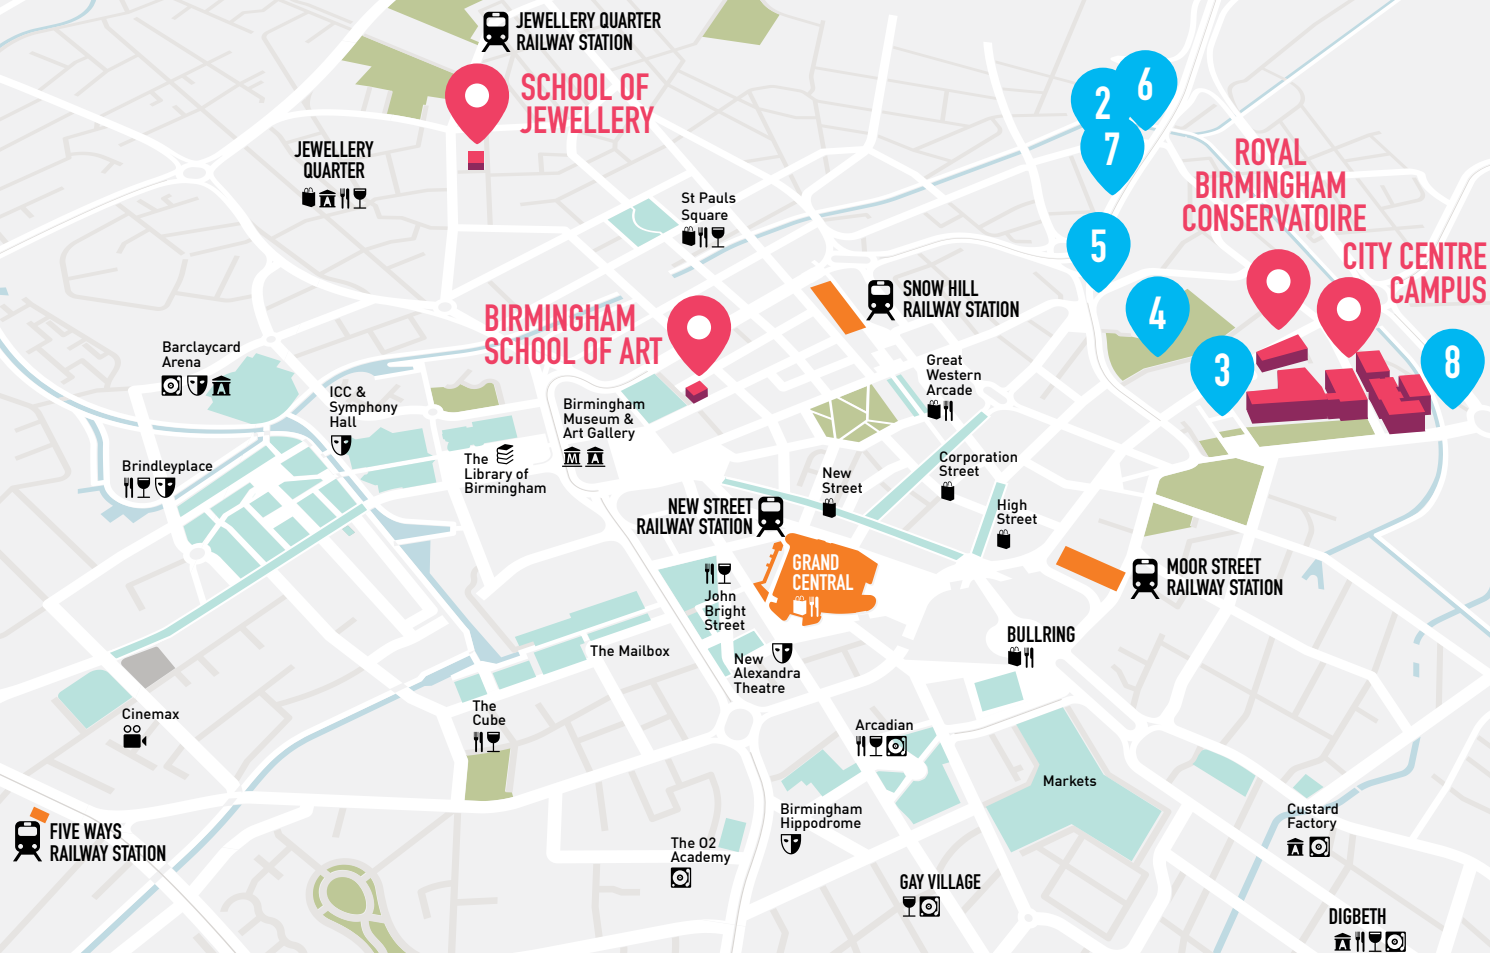 JEWELLERY QUARTER
RAILWAY STATION
SCHOOL OF
JEWELLERY
JEWELLERY
QUARTER
St Pauls
Square
2
6
7
5
4
3
8
ROYAL
BIRMINGHAM
CONSERVATOIRE
CITY CENTRE
CAMPUS
SNOW HILL
RAILWAY STATION
BIRMINGHAM
SCHOOL OF ART
Barclaycard
Arena
ICC &
Symphony
Hall
Great
Western
Arcade
Birmingham
Museum &
Art Gallery
M
Brindleyplace
The
Library of
Birmingham
New
Street
Corporation
Street
High
Street
NEW STREET
RAILWAY STATION
GRAND
CENTRAL
MOOR STREET
RAILWAY STATION
John
Bright
Street
BULLRING
The Mailbox
New
Alexandra
Theatre
Cinemax
The
Cube
Arcadian
Markets
FIVE WAYS
RAILWAY STATION
Birmingham
Hippodrome
Custard
Factory
The O2
Academy
GAY VILLAGE
DIGBETH